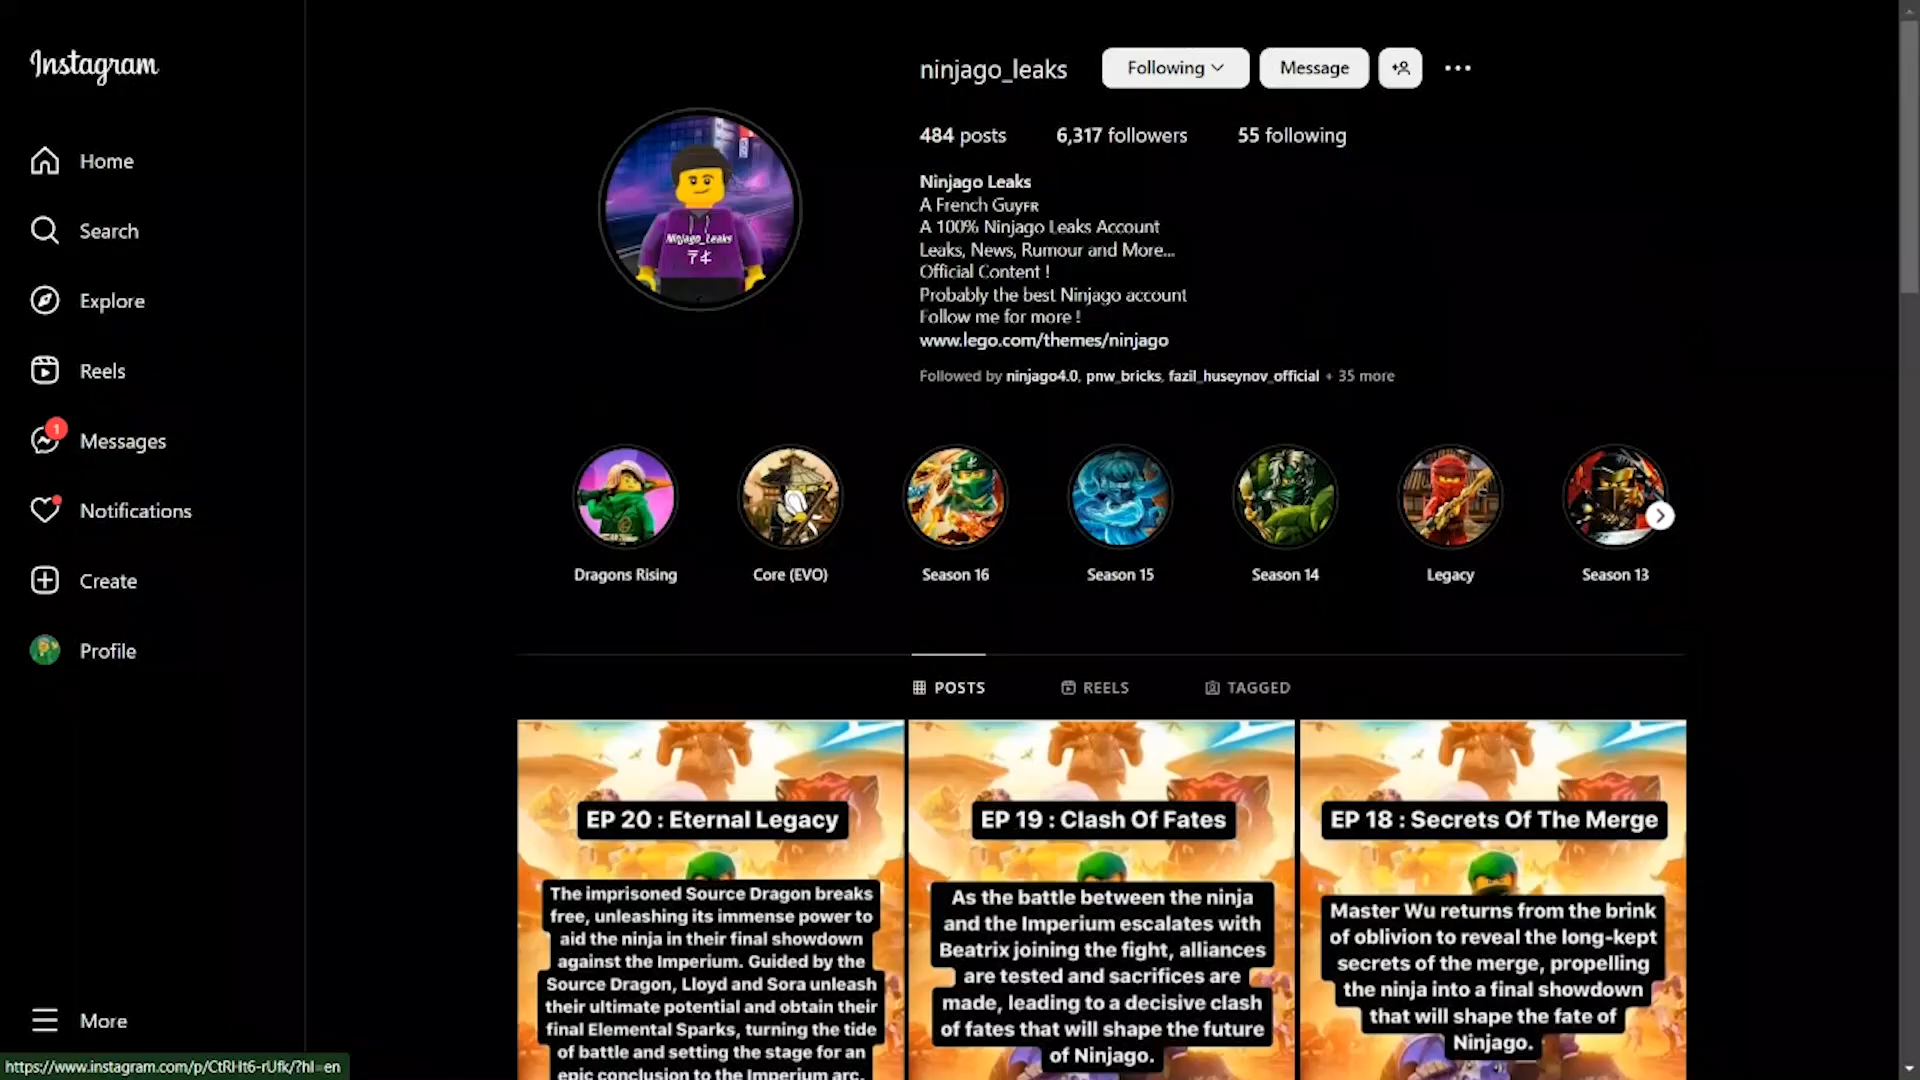 Instagram
Home
Search
Explore
Reels
1
Messages
Notifications
Create
Profile
More
ninjago_leaks
Following
Message
484 posts
6,317 followers
55 following
Ninjago Leaks
A French Guy🇫🇷
A 100% Ninjago Leaks Account
Leaks, News, Rumour and More...
Official Content !
Probably the best Ninjago account
Follow me for more !
www.lego.com/themes/ninjago
Followed by ninjago4.0, pnw_bricks, fazil_huseynov_official + 35 more
Ninjago_Leaks
Dragons Rising
Core (EVO)
Season 16
Season 15
Season 14
Legacy
Season 13
POSTS
REELS
TAGGED
EP 20 : Eternal Legacy
The imprisoned Source Dragon breaks
free, unleashing its immense power to
aid the ninja in their final showdown
against the Imperium. Guided by the
Source Dragon, Lloyd and Sora unleash
their ultimate potential and obtain their
final Elemental Sparks, turning the tide
of battle and setting the stage for an
epic conclusion to the Imperium arc.
EP 19 : Clash Of Fates
As the battle between the ninja
and the Imperium escalates with
Beatrix joining the fight, alliances
are tested and sacrifices are
made, leading to a decisive clash
of fates that will shape the future
of Ninjago.
EP 18 : Secrets Of The Merge
Master Wu returns from the brink
of oblivion to reveal the long-kept
secrets of the merge, propelling
the ninja into a final showdown
that will shape the fate of
Ninjago.
https://www.instagram.com/p/CtRHt6-rUfk/?hl=en